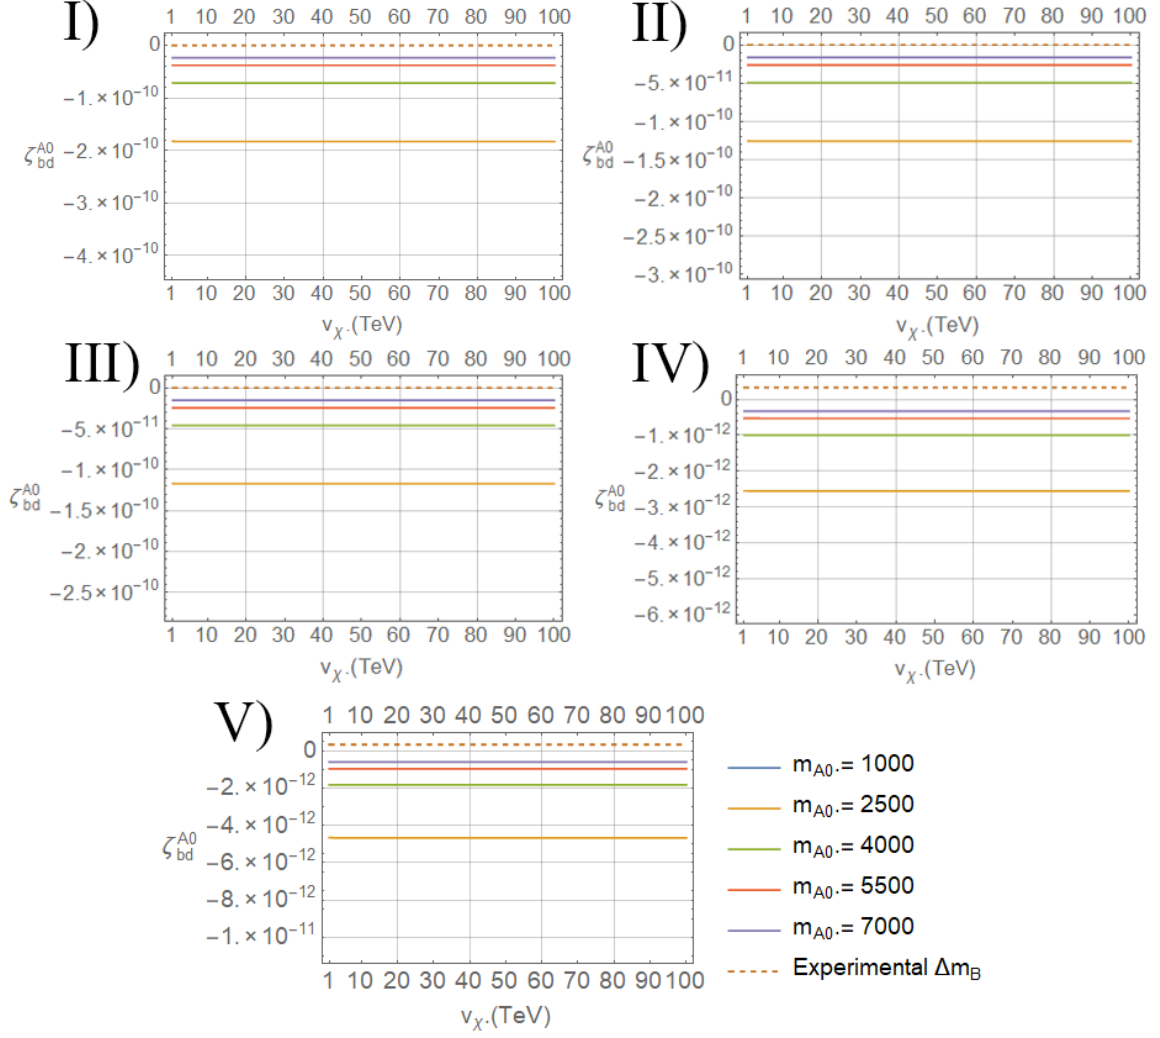 I)
1 10 20 30 40 50 60 70 80 90 100
0
-1.×10⁻¹⁰
ζ_bd^A0 -2.×10⁻¹⁰
-3.×10⁻¹⁰
-4.×10⁻¹⁰
1 10 20 30 40 50 60 70 80 90 100
v_χ·(TeV)
II)
1 10 20 30 40 50 60 70 80 90 100
0
-5.×10⁻¹¹
-1.×10⁻¹⁰
ζ_bd^A0 -1.5×10⁻¹⁰
-2.×10⁻¹⁰
-2.5×10⁻¹⁰
-3.×10⁻¹⁰
1 10 20 30 40 50 60 70 80 90 100
v_χ·(TeV)
III)
1 10 20 30 40 50 60 70 80 90 100
0
-5.×10⁻¹¹
-1.×10⁻¹⁰
ζ_bd^A0 -1.5×10⁻¹⁰
-2.×10⁻¹⁰
-2.5×10⁻¹⁰
1 10 20 30 40 50 60 70 80 90 100
v_χ·(TeV)
IV)
1 10 20 30 40 50 60 70 80 90 100
0
-1.×10⁻¹²
-2.×10⁻¹²
ζ_bd^A0 -3.×10⁻¹²
-4.×10⁻¹²
-5.×10⁻¹²
-6.×10⁻¹²
1 10 20 30 40 50 60 70 80 90 100
v_χ·(TeV)
V)
1 10 20 30 40 50 60 70 80 90 100
0
-2.×10⁻¹²
-4.×10⁻¹²
ζ_bd^A0
-6.×10⁻¹²
-8.×10⁻¹²
-1.×10⁻¹¹
1 10 20 30 40 50 60 70 80 90 100
v_χ·(TeV)
m_A0·= 1000
m_A0·= 2500
m_A0·= 4000
m_A0·= 5500
m_A0·= 7000
Experimental Δm_B